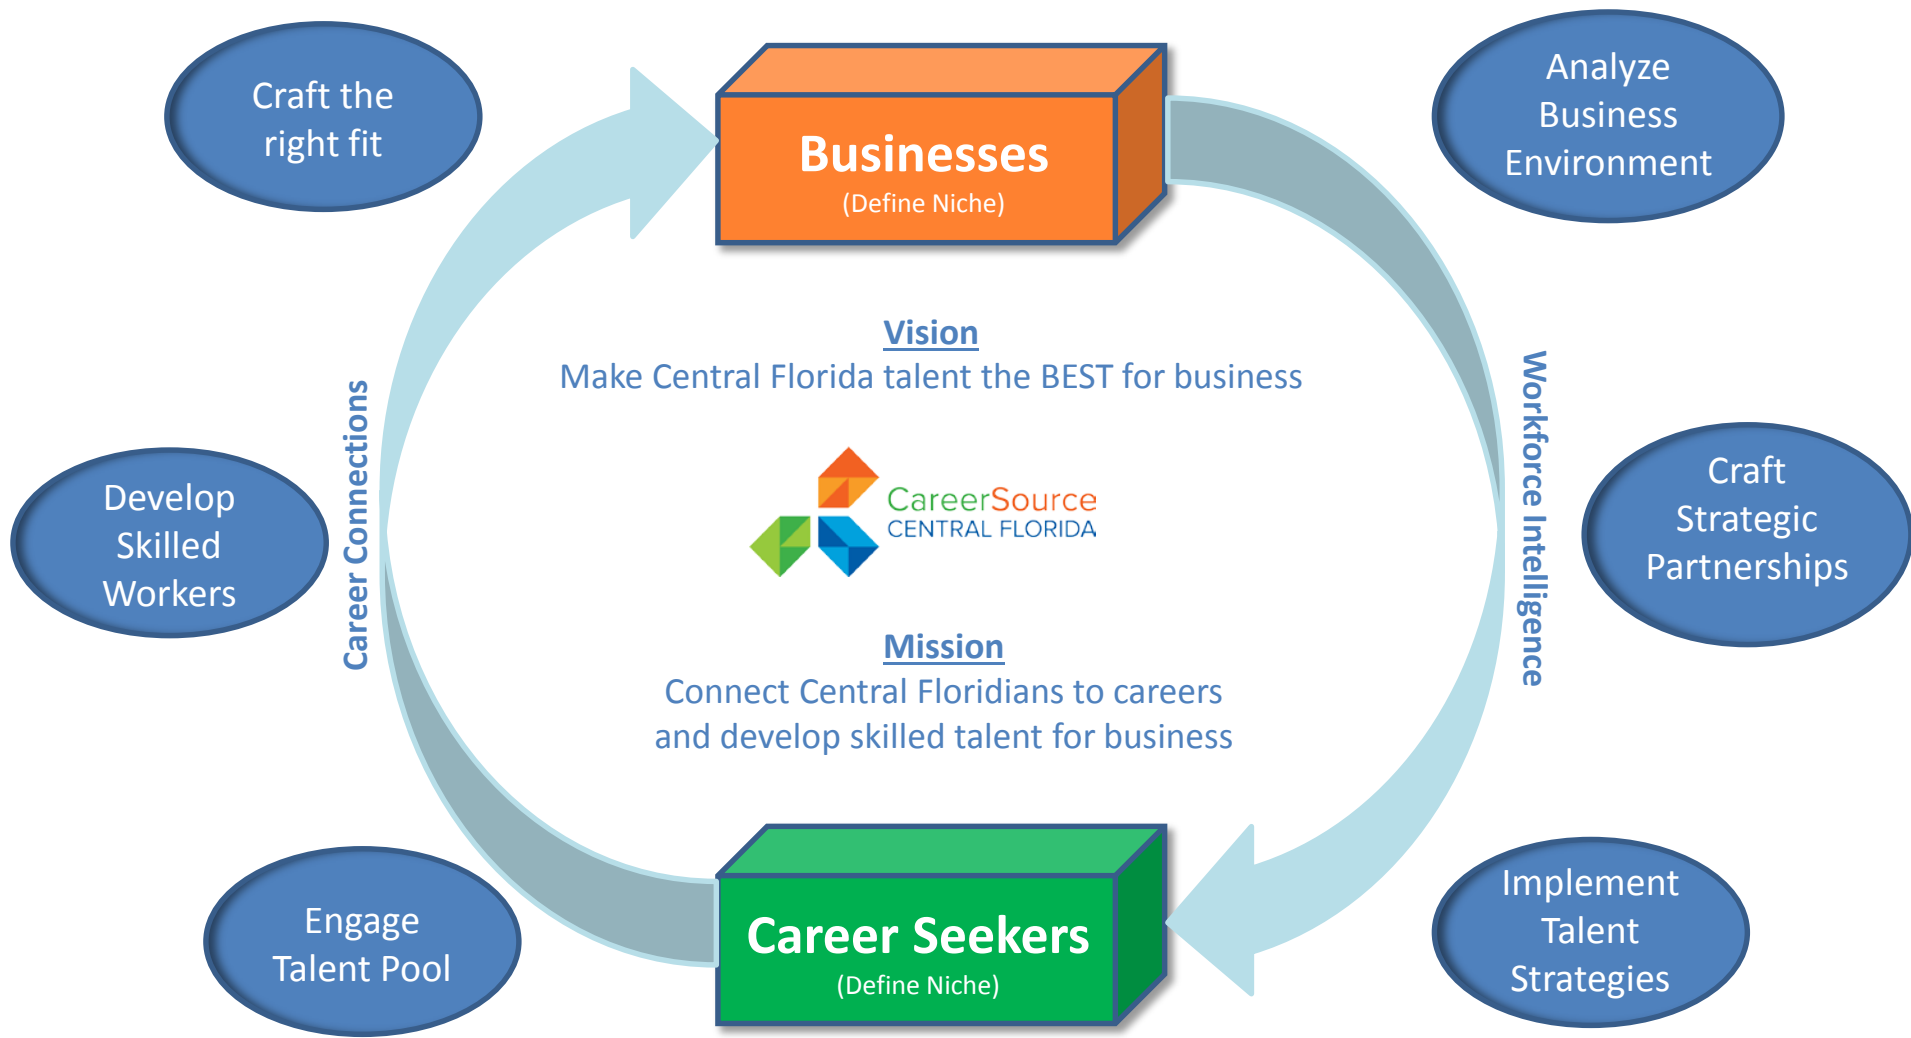 Craft the
right fit
Businesses
(Define Niche)
Analyze
Business
Environment
Vision
Make Central Florida talent the BEST for business
Career Connections
Workforce Intelligence
Develop
Skilled
Workers
CareerSource
CENTRAL FLORIDA
Craft
Strategic
Partnerships
Mission
Connect Central Floridians to careers
and develop skilled talent for business
Engage
Talent Pool
Career Seekers
(Define Niche)
Implement
Talent
Strategies